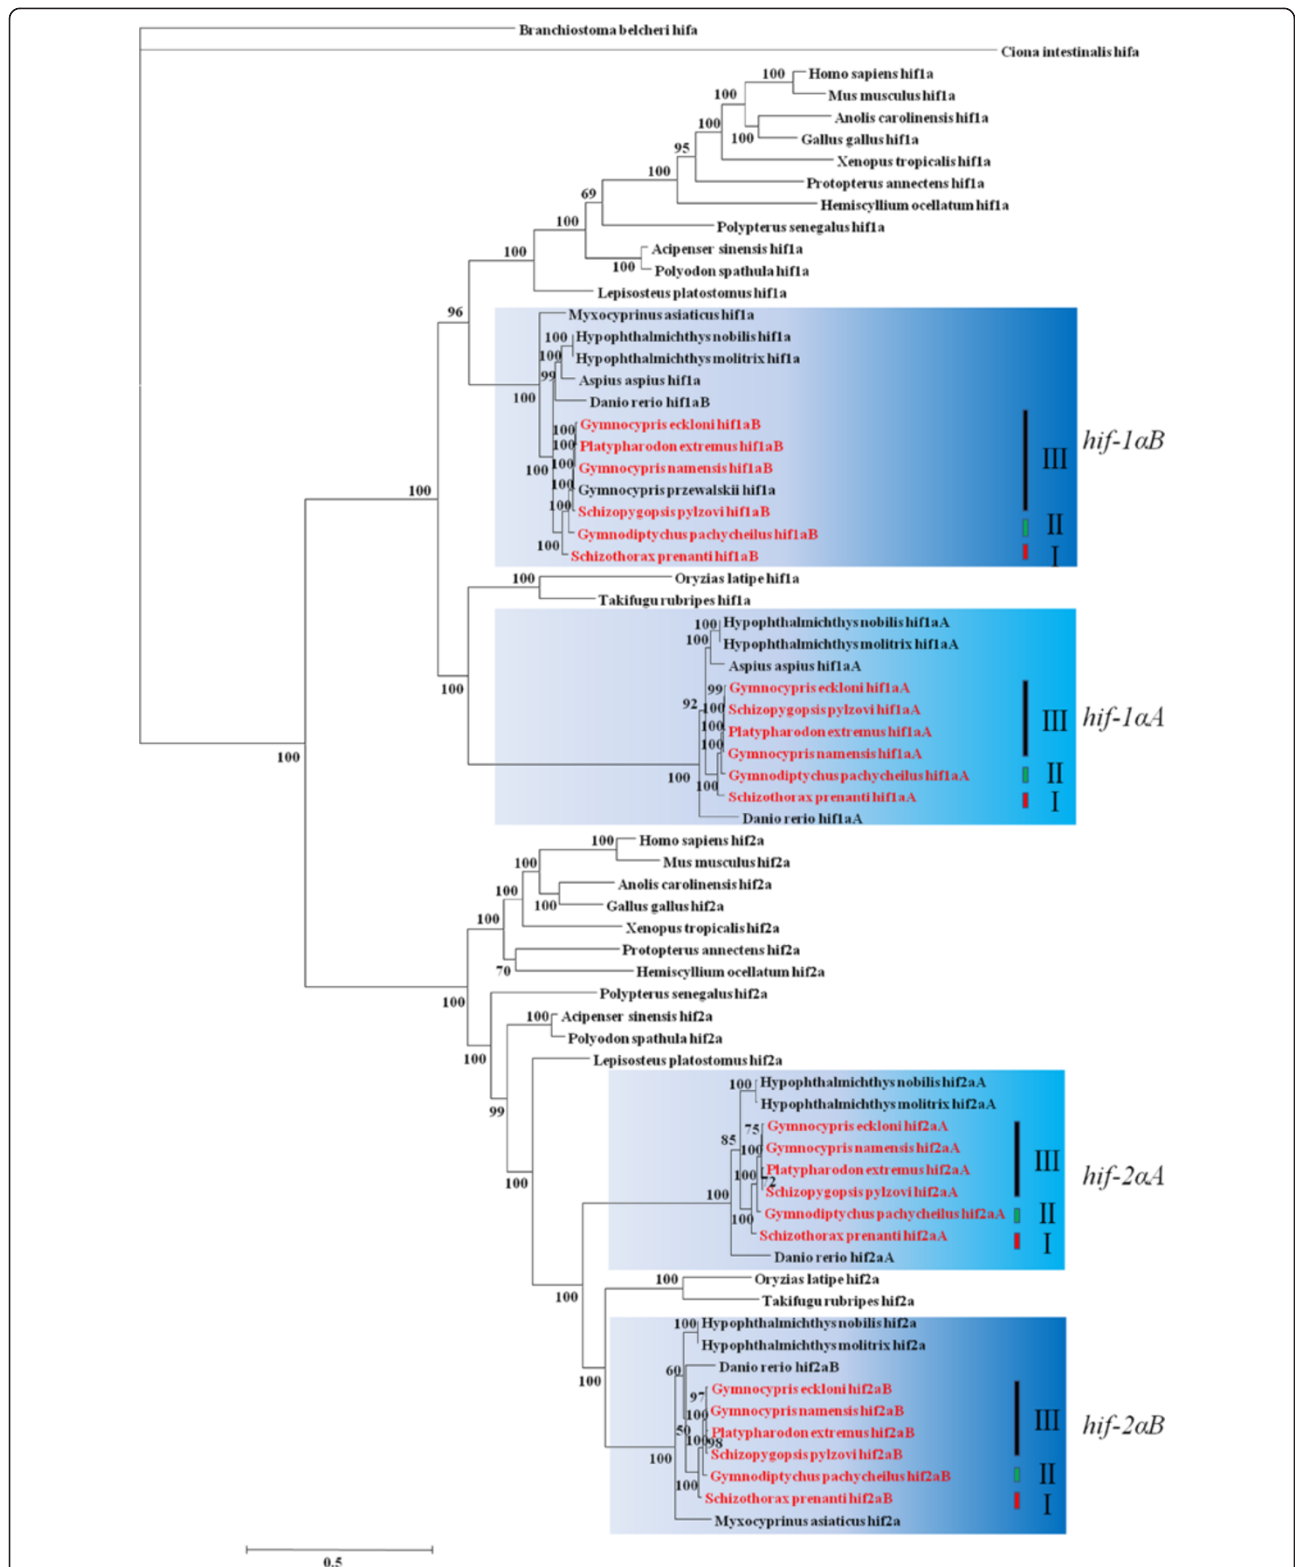 Branchiostoma belcheri hifa
Ciona intestinalis hifa
100 Homo sapiens hif1a
100 Mus musculus hif1a
100 Anolis carolinensis hif1a
100 Gallus gallus hif1a
95 Xenopus tropicalis hif1a
100 Protopterus annectens hif1a
69 Hemiscyllium ocellatum hif1a
100 Polypterus senegalus hif1a
100 Acipenser sinensis hif1a
100 Polyodon spathula hif1a
Lepisosteus platostomus hif1a
96 Myxocyprinus asiaticus hif1a
100 Hypophthalmichthys nobilis hif1a
100 Hypophthalmichthys molitrix hif1a
99 Aspius aspius hif1a
100 Danio rerio hif1aB
100 Gymnocypris eckloni hif1aB
hif-1αB
100 Platypharodon extremus hif1aB
III
100 100 Gymnocypris namensis hif1aB
100 100 Gymnocypris przewalskii hif1a
100 Schizopygopsis pylzovi hif1aB
Gymnodiptychus pachycheilus hif1aB II
100 Schizothorax prenanti hif1aB I
100 Oryzias latipe hif1a
Takifugu rubripes hif1a
100 Hypophthalmichthys nobilis hif1aA
100 Hypophthalmichthys molitrix hif1aA
Aspius aspius hif1aA
100 99 Gymnocypris eckloni hif1aA
92 100 Schizopygopsis pylzovi hif1aA
III hif-1αA
100 Platypharodon extremus hif1aA
100 Gymnocypris namensis hif1aA
100
100 Gymnodiptychus pachycheilus hif1aA II
100 Schizothorax prenanti hif1aA I
Danio rerio hif1aA
100 Homo sapiens hif2a
100 Mus musculus hif2a
100 Anolis carolinensis hif2a
100 Gallus gallus hif2a
100 Xenopus tropicalis hif2a
Protopterus annectens hif2a
70 Hemiscyllium ocellatum hif2a
100 Polypterus senegalus hif2a
100 Acipenser sinensis hif2a
Polyodon spathula hif2a
100 Lepisosteus platostomus hif2a
100 Hypophthalmichthys nobilis hif2aA
99 Hypophthalmichthys molitrix hif2aA
75 Gymnocypris eckloni hif2aA
85 100 Gymnocypris namensis hif2aA
III
100 72 Platypharodon extremus hif2aA
hif-2αA
100 100 Schizopygopsis pylzovi hif2aA
100 Gymnodiptychus pachycheilus hif2aA II
Schizothorax prenanti hif2aA I
Danio rerio hif2aA
100 Oryzias latipe hif2a
100 Takifugu rubripes hif2a
100 Hypophthalmichthys nobilis hif2a
Hypophthalmichthys molitrix hif2a
60 Danio rerio hif2aB
100 97 Gymnocypris eckloni hif2aB
100 Gymnocypris namensis hif2aB
III hif-2αB
50 100 98 Platypharodon extremus hif2aB
100 Schizopygopsis pylzovi hif2aB
Gymnodiptychus pachycheilus hif2aB II
100 Schizothorax prenanti hif2aB I
Myxocyprinus asiaticus hif2a
0.5